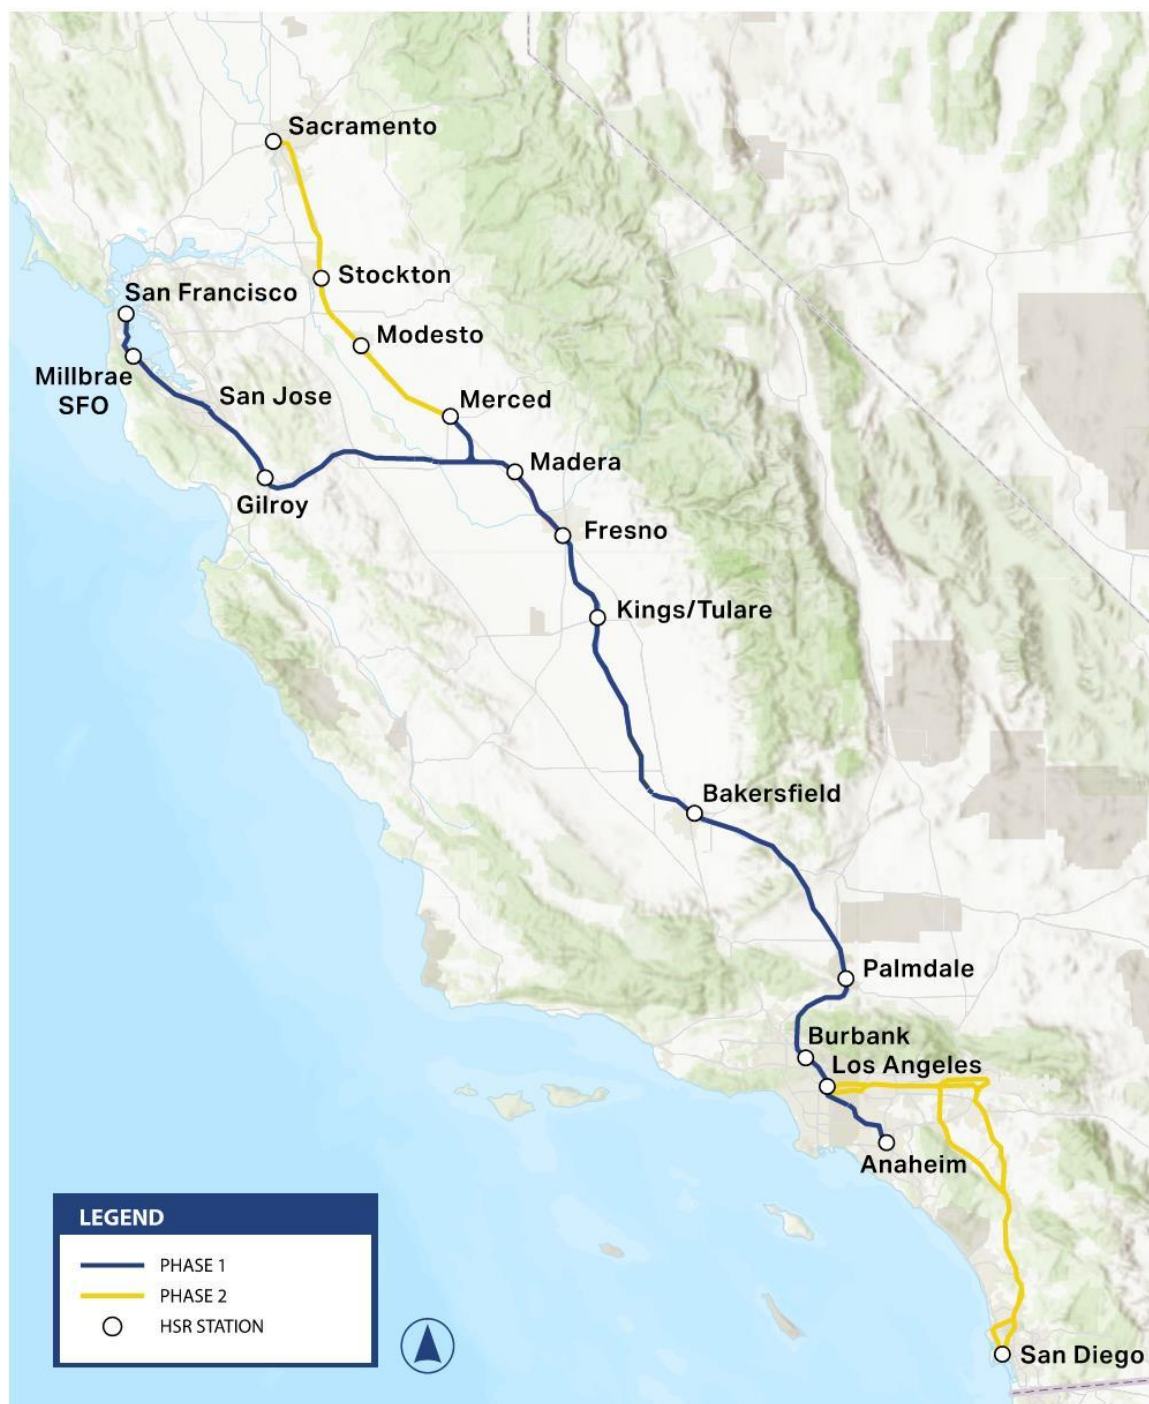 Sacramento
Stockton
San Francisco
Modesto
Millbrae
SFO
San Jose
Merced
Madera
Gilroy
Fresno
Kings/Tulare
Bakersfield
Palmdale
Burbank
Los Angeles
Anaheim
San Diego
LEGEND
PHASE 1
PHASE 2
HSR STATION